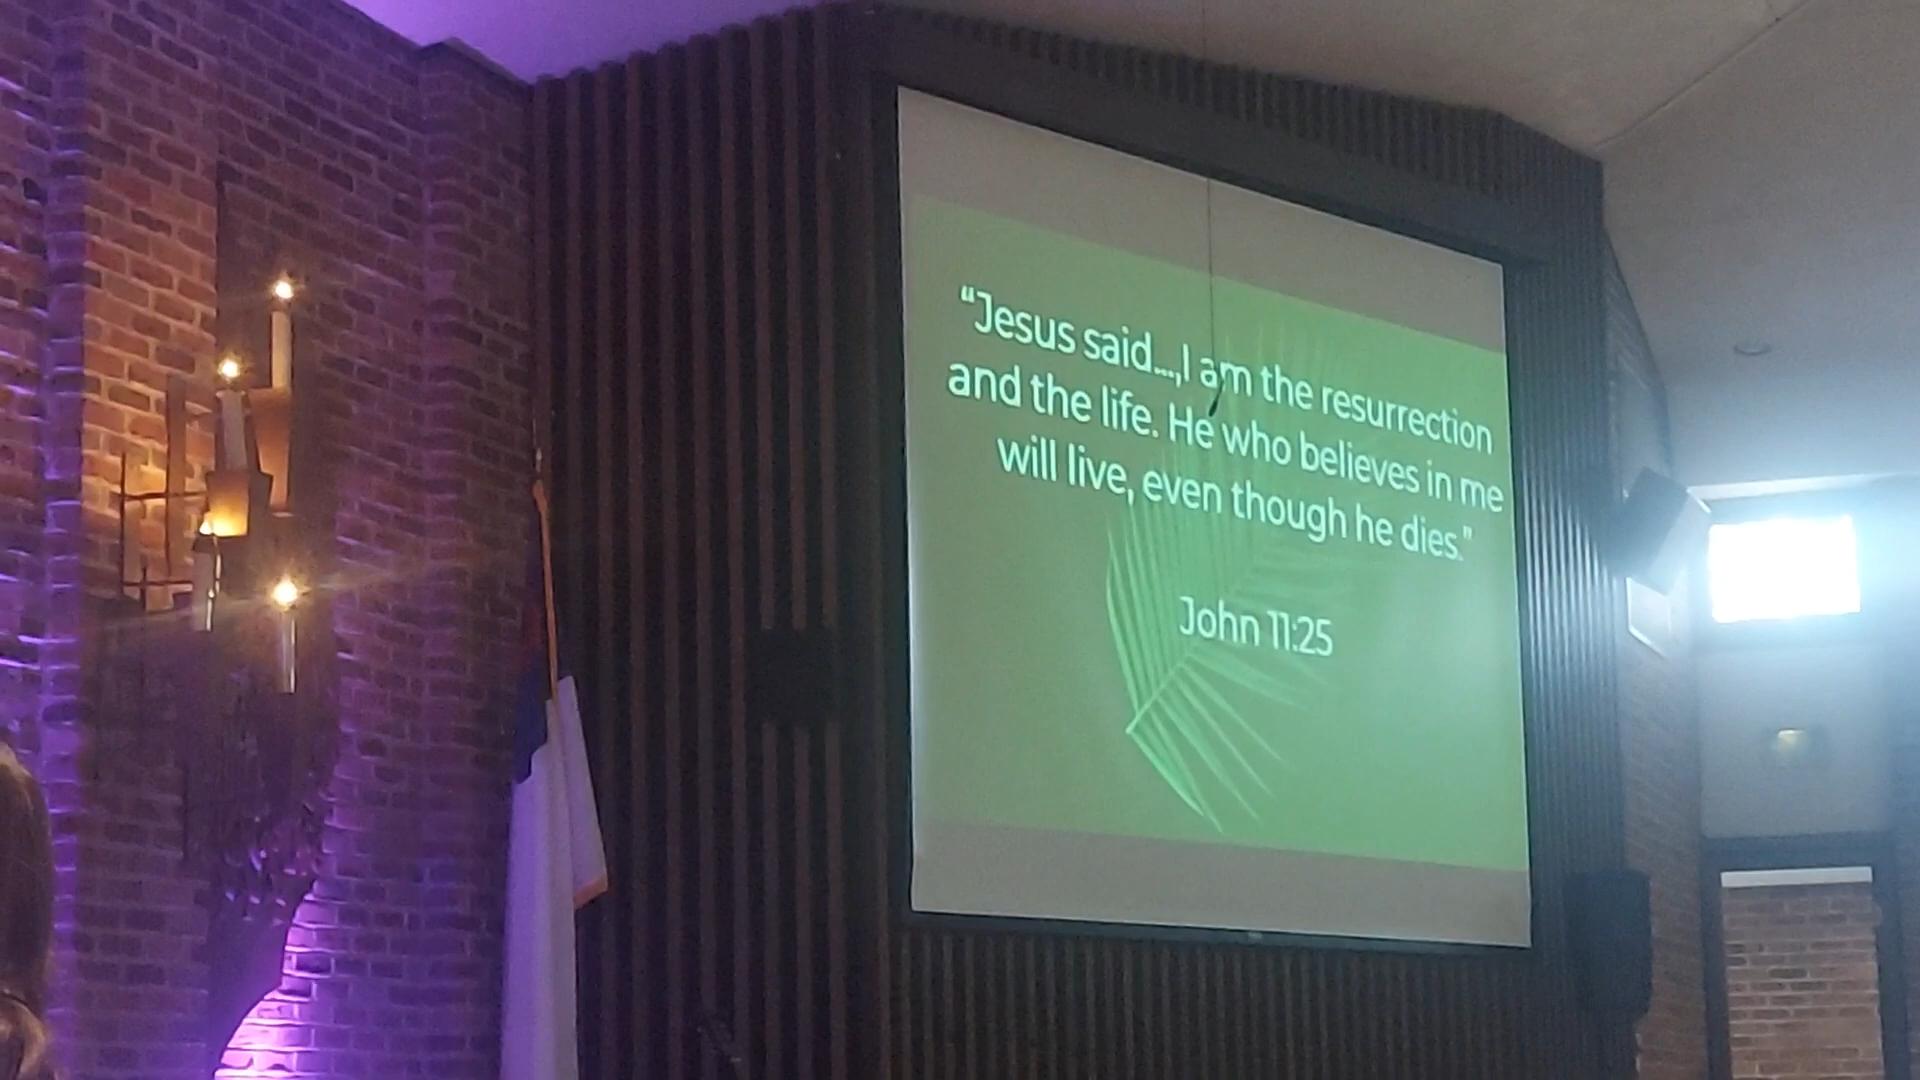 “Jesus said...,I am the resurrection
and the life. He who believes in me
will live, even though he dies.”
John 11:25